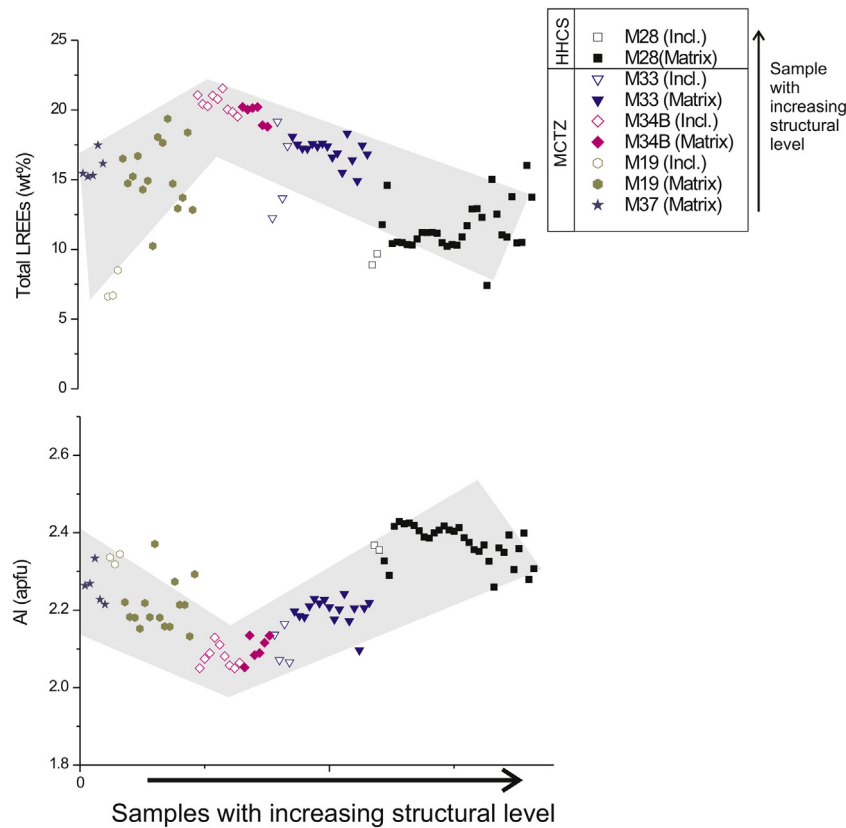 25
20
15
10
5
0
Total LREEs (wt%)
HHCS
M28 (Incl.)
M28(Matrix)
MCTZ
M33 (Incl.)
M33 (Matrix)
M34B (Incl.)
M34B (Matrix)
M19 (Incl.)
M19 (Matrix)
M37 (Matrix)
Sample
with
increasing
structural
level
2.6
2.4
2.2
2.0
1.8
Al (apfu)
0
Samples with increasing structural level